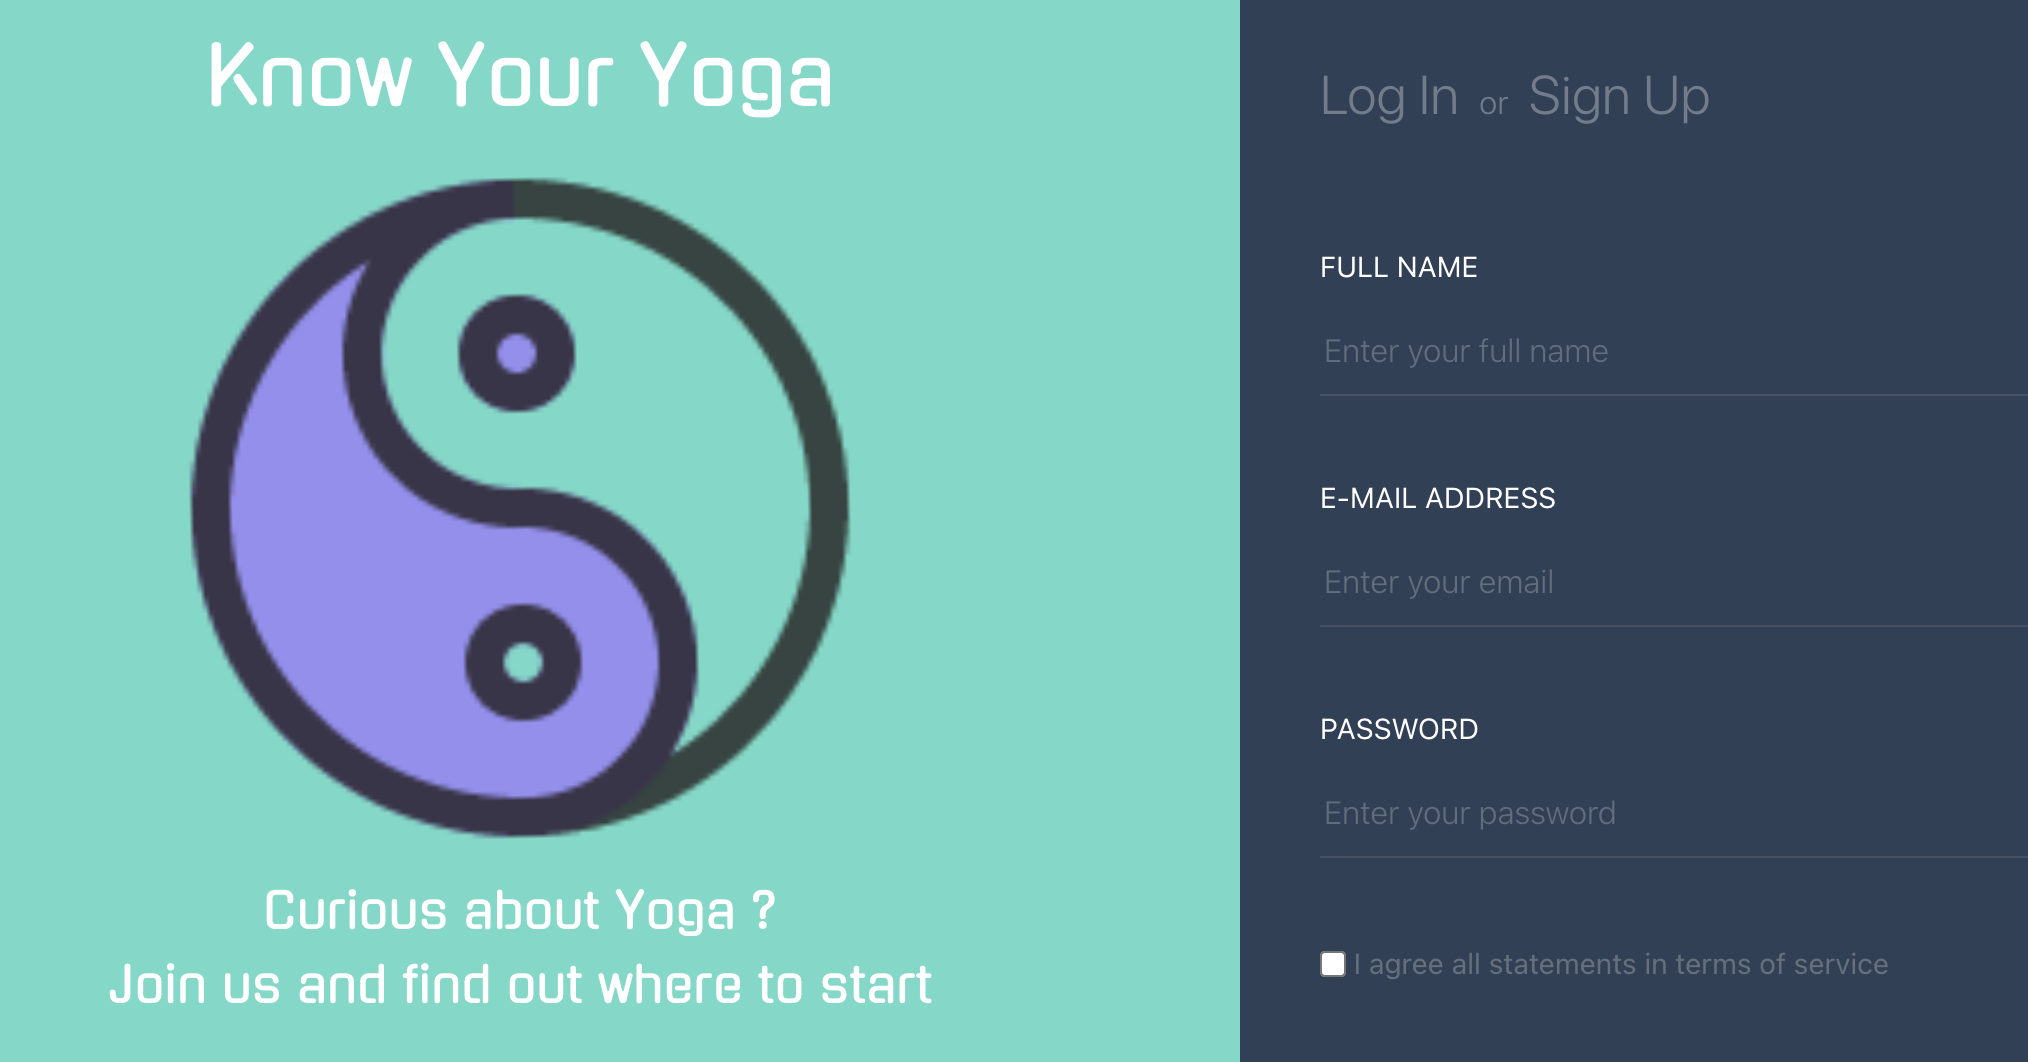 Know Your Yoga
Curious about Yoga ?
Join us and find out where to start
Log In or Sign Up
FULL NAME
Enter your full name
E-MAIL ADDRESS
Enter your email
PASSWORD
Enter your password
I agree all statements in terms of service